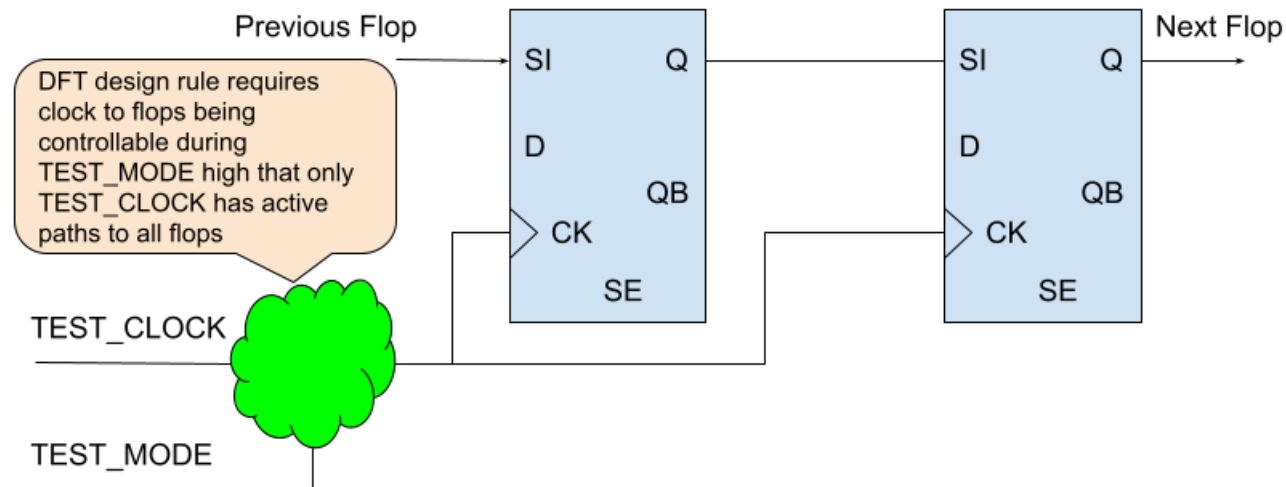 Previous Flop
Next Flop
DFT design rule requires
clock to flops being
controllable during
TEST_MODE high that only
TEST_CLOCK has active
paths to all flops
SI
Q
D
QB
CK
SE
SI
Q
D
QB
CK
SE
TEST_CLOCK
TEST_MODE